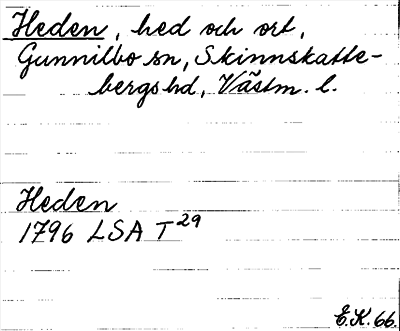 Heden, hed och ort,
Gunnilbo sn, Skinnskatte-
bergs hd, Västm. l.
Heden
1796 LSA T29
E.K. 66.